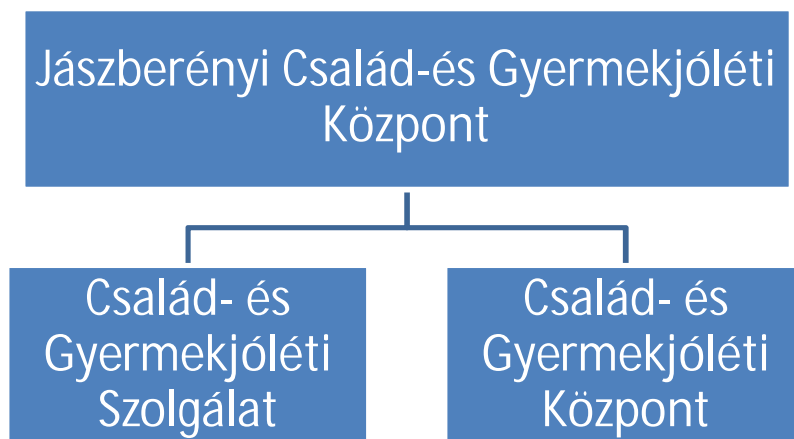 Jászberényi Család-és Gyermekjóléti
Központ
Család- és
Gyermekjóléti
Szolgálat
Család- és
Gyermekjóléti
Központ